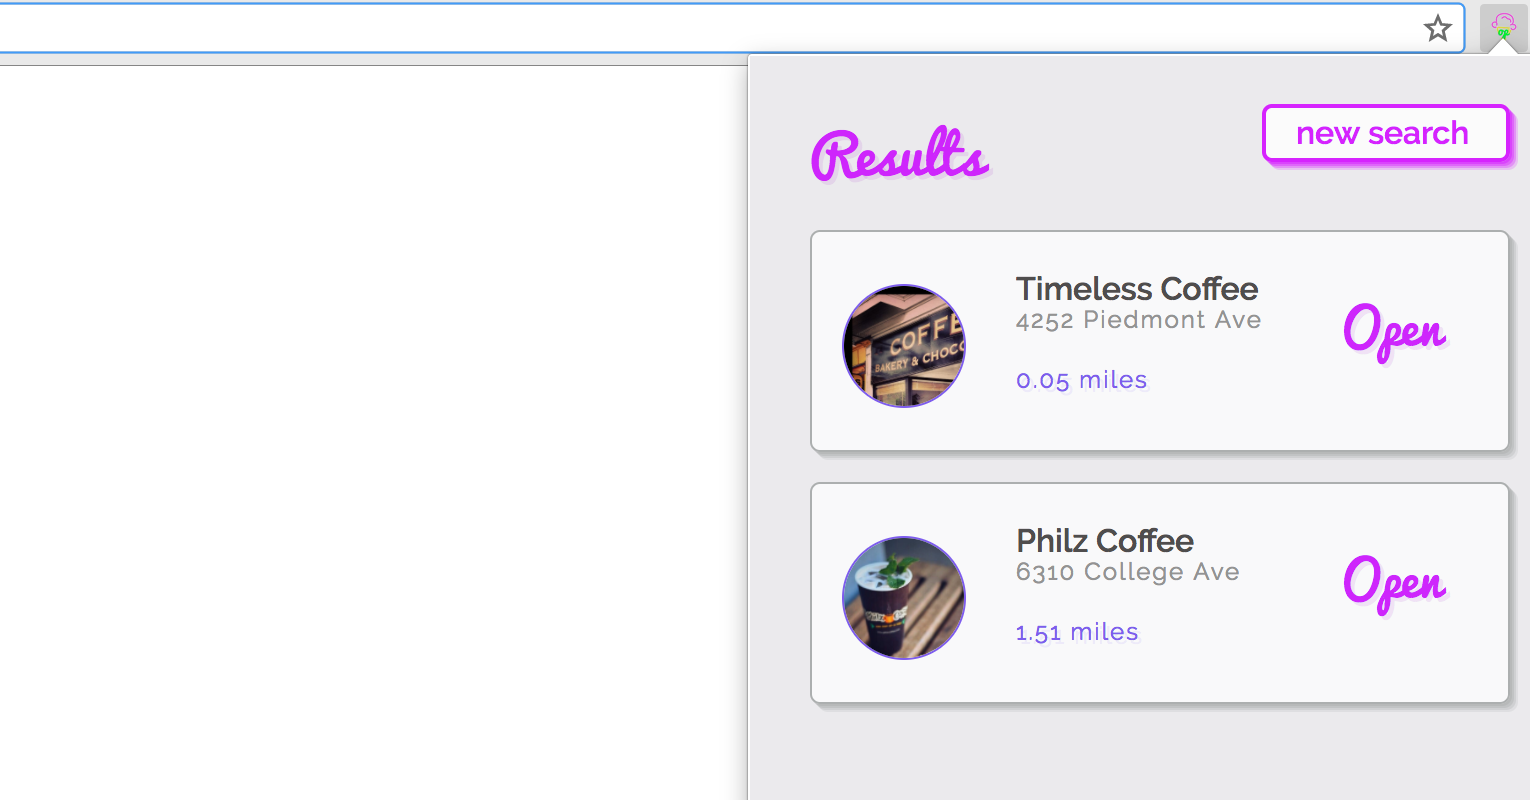 Results
new search
Timeless Coffee
4252 Piedmont Ave
0.05 miles
Open
COFFE
BAKERY & CHOCO
Philz Coffee
6310 College Ave
1.51 miles
Open